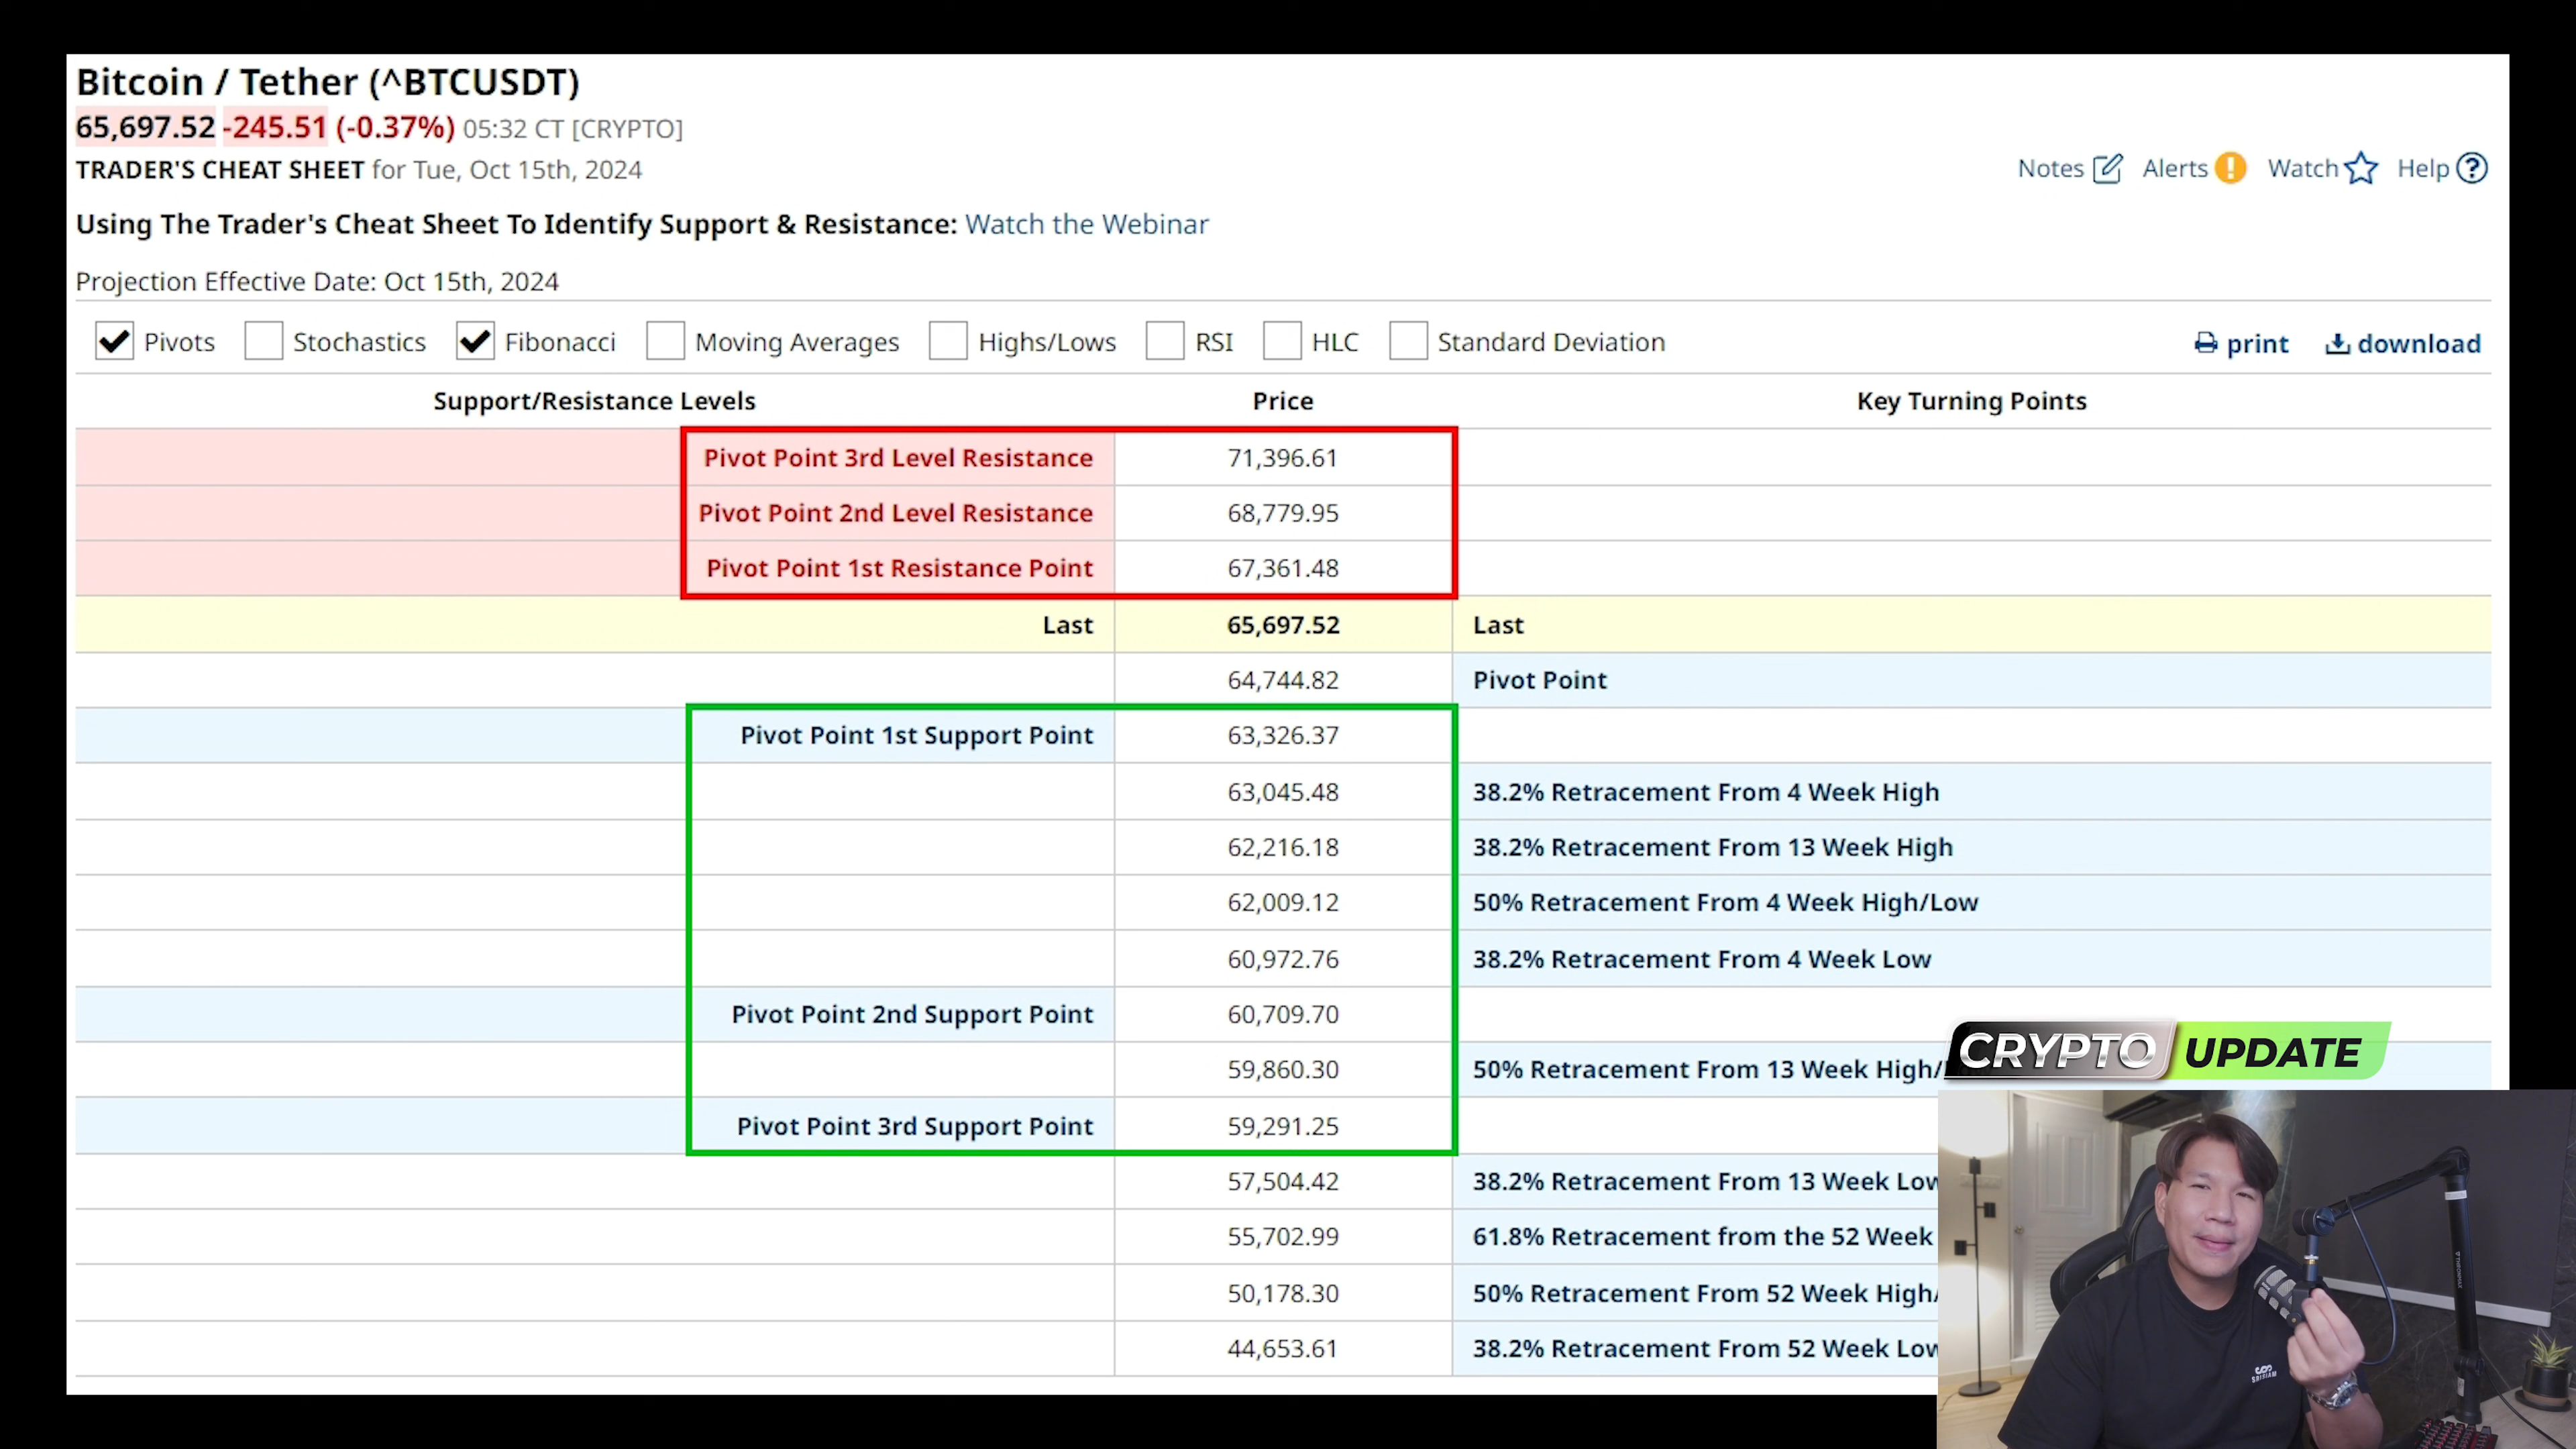 Bitcoin / Tether (^BTCUSDT)
65,697.52 -245.51 (-0.37%) 05:32 CT [CRYPTO]
TRADER'S CHEAT SHEET for Tue, Oct 15th, 2024
Notes Alerts Watch Help
Using The Trader's Cheat Sheet To Identify Support & Resistance: Watch the Webinar
Projection Effective Date: Oct 15th, 2024
Pivots Stochastics Fibonacci Moving Averages Highs/Lows RSI HLC Standard Deviation print download
Support/Resistance Levels Price Key Turning Points
Pivot Point 3rd Level Resistance 71,396.61
Pivot Point 2nd Level Resistance 68,779.95
Pivot Point 1st Resistance Point 67,361.48
Last 65,697.52 Last
64,744.82 Pivot Point
Pivot Point 1st Support Point 63,326.37
63,045.48 38.2% Retracement From 4 Week High
62,216.18 38.2% Retracement From 13 Week High
62,009.12 50% Retracement From 4 Week High/Low
60,972.76 38.2% Retracement From 4 Week Low
Pivot Point 2nd Support Point 60,709.70
CRYPTO UPDATE
59,860.30 50% Retracement From 13 Week High/
Pivot Point 3rd Support Point 59,291.25
57,504.42 38.2% Retracement From 13 Week Low
55,702.99 61.8% Retracement from the 52 Week
50,178.30 50% Retracement From 52 Week High/
44,653.61 38.2% Retracement From 52 Week Low